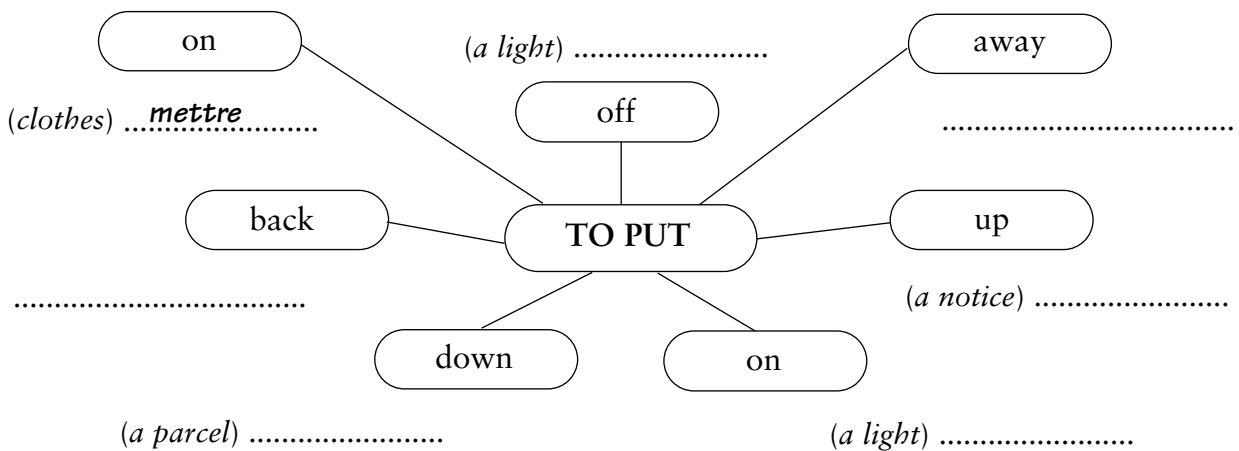 on
(a light) ..............................
away
off
(clothes) ...mettre............
.............................................
back
TO PUT
up
.............................................
(a notice) ..............................
down
on
(a parcel) ..............................
(a light) ..............................